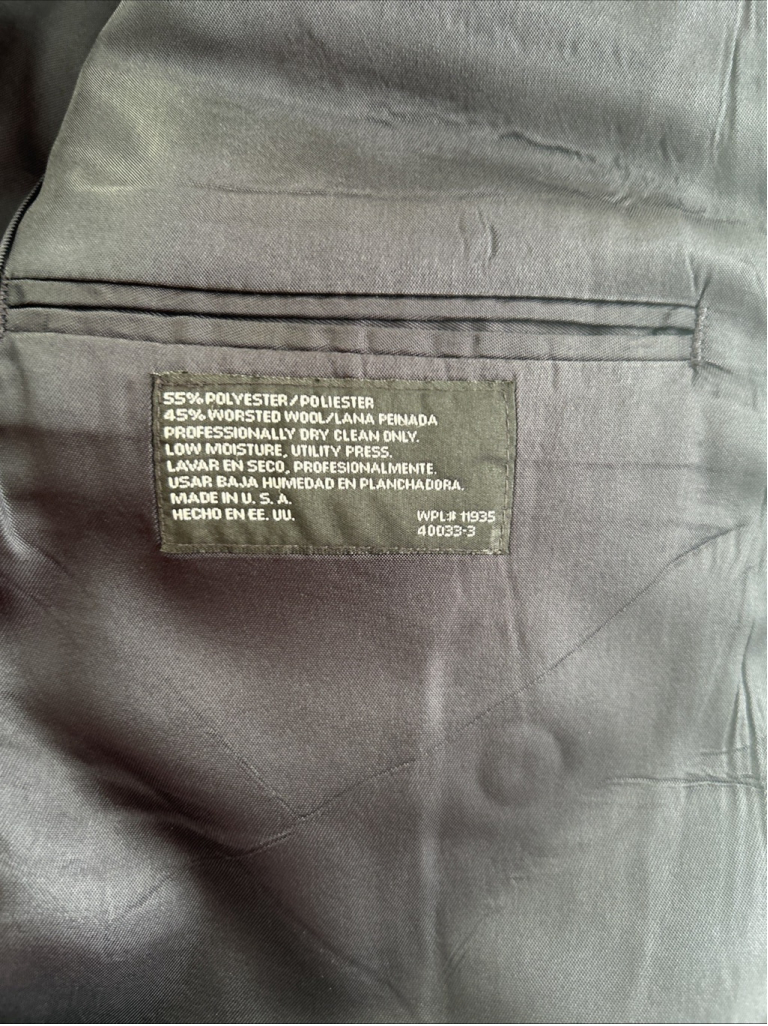 55% POLYESTER/POLIESTER
45% WORSTED WOOL/LANA PEINADA
PROFESSIONALLY DRY CLEAN ONLY.
LOW MOISTURE, UTILITY PRESS.
LAVAR EN SECO, PROFESIONALMENTE.
USAR BAJA HUMEDAD EN PLANCHADORA.
MADE IN U. S. A.
HECHO EN EE. UU.
WPL# 11935
40033-3